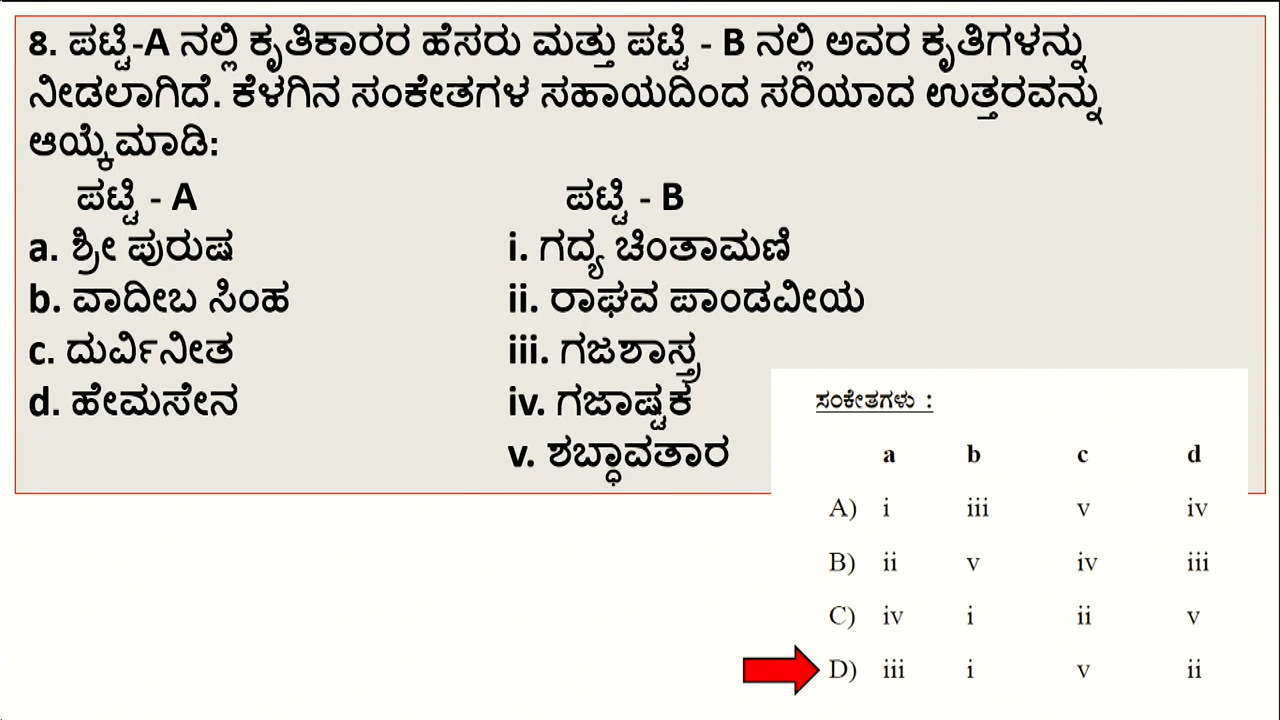 8. ಪಟ್ಟಿ-A ನಲ್ಲಿ ಕೃತಿಕಾರರ ಹೆಸರು ಮತ್ತು ಪಟ್ಟಿ - B ನಲ್ಲಿ ಅವರ ಕೃತಿಗಳನ್ನು
ನೀಡಲಾಗಿದೆ. ಕೆಳಗಿನ ಸಂಕೇತಗಳ ಸಹಾಯದಿಂದ ಸರಿಯಾದ ಉತ್ತರವನ್ನು
ಆಯ್ಕೆಮಾಡಿ:
ಪಟ್ಟಿ - A ಪಟ್ಟಿ - B
a. ಶ್ರೀ ಪುರುಷ i. ಗದ್ಯ ಚಿಂತಾಮಣಿ
b. ವಾದೀಬ ಸಿಂಹ ii. ರಾಘವ ಪಾಂಡವೀಯ
c. ದುರ್ವಿನೀತ iii. ಗಜಶಾಸ್ತ್ರ
d. ಹೇಮಸೇನ iv. ಗಜಾಷ್ಟಕ
v. ಶಬ್ಧಾವತಾರ
ಸಂಕೇತಗಳು :
a b c d
A) i iii v iv
B) ii v iv iii
C) iv i ii v
D) iii i v ii